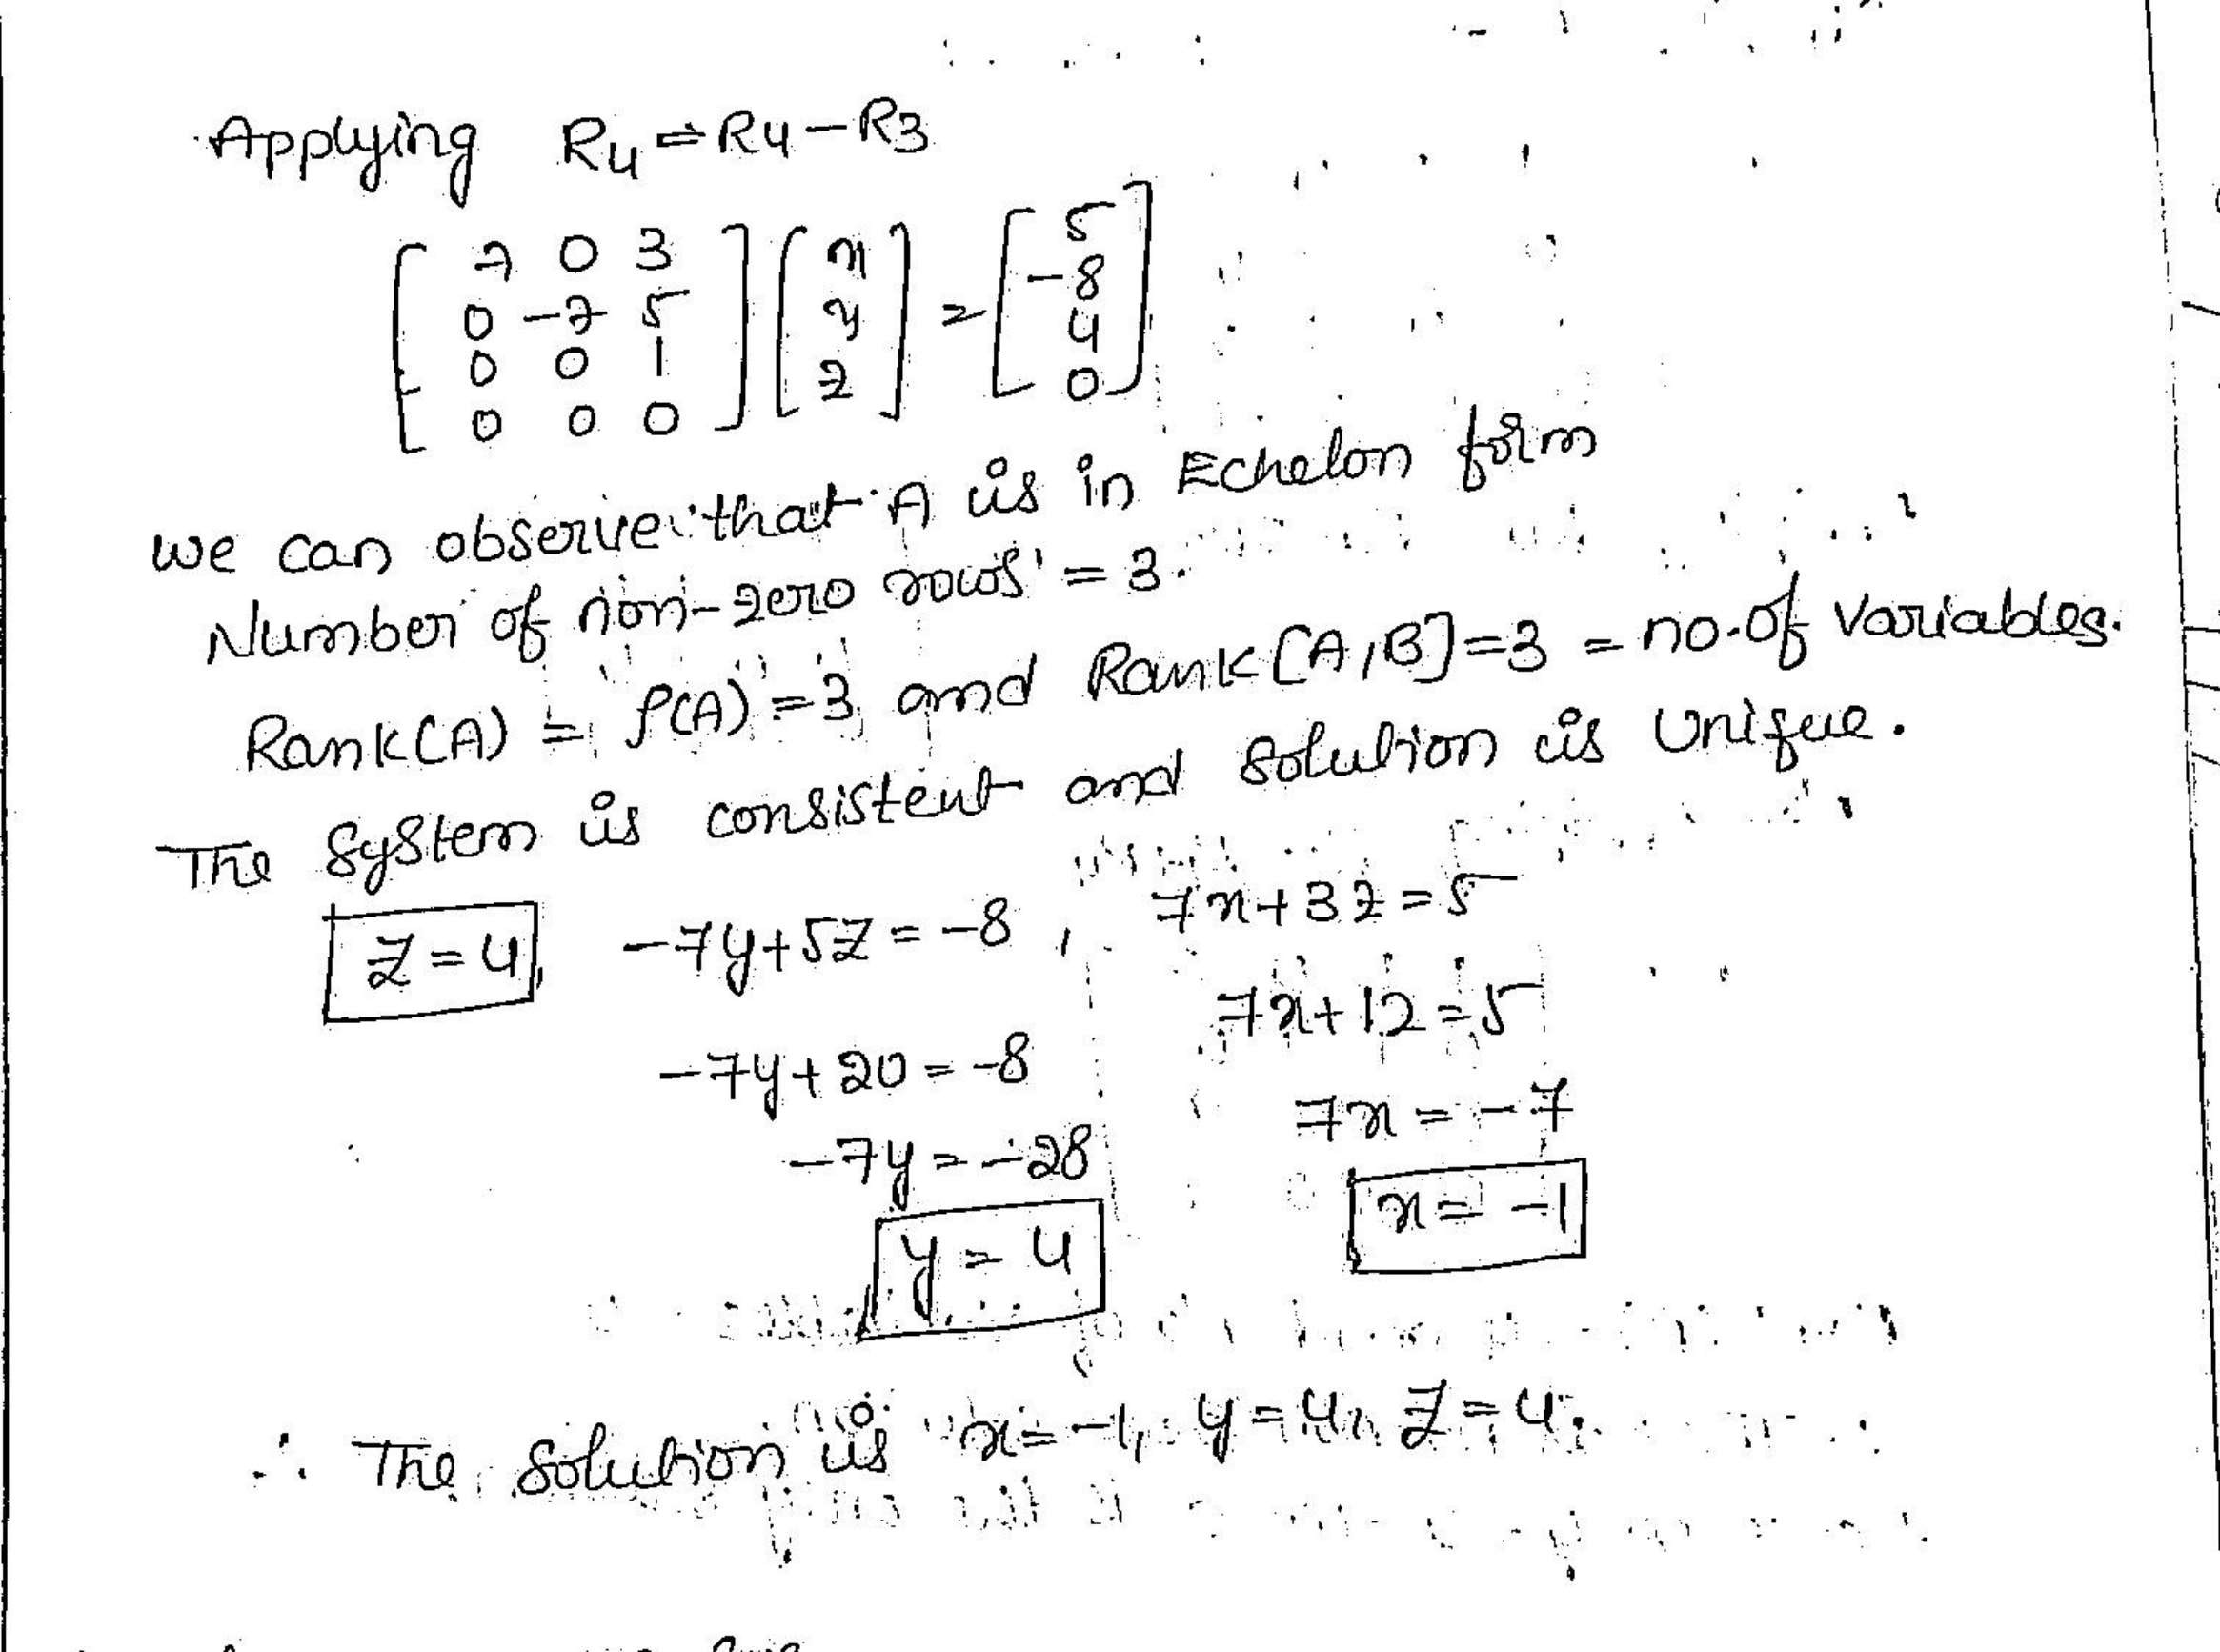 Applying R4 = R4 - R3
[ 7 0 3 ] [ x ] = [ 5 ]
[ 0 -7 5 ] [ y ] [ -8 ]
[ 0 0 1 ] [ z ] [ 4 ]
[ 0 0 0 ] [ 0 ]
we can observe that A is in Echelon form
Number of non-zero rows = 3.
Rank(A) = ρ(A) = 3 and Rank[A,B] = 3 = no. of variables.
The System is consistent and Solution is Unique.
z = 4, -7y + 5z = -8 , 7x + 3z = 5
7x + 12 = 5
-7y + 20 = -8
7x = -7
-7y = -28
x = -1
y = 4
∴ The Solution is x = -1, y = 4, z = 4.